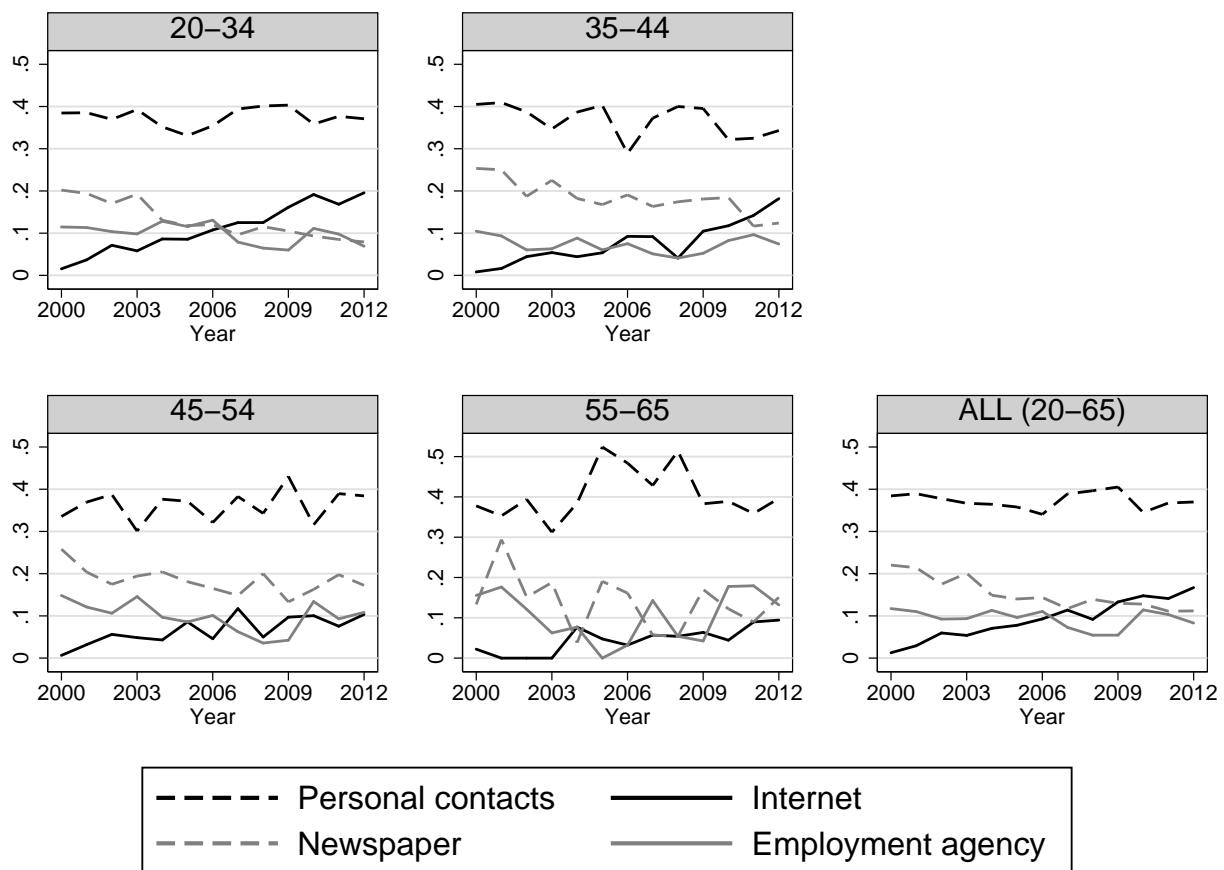 20−34
.5
.4
.3
.2
.1
0
2000 2003 2006 2009 2012
Year
35−44
.5
.4
.3
.2
.1
0
2000 2003 2006 2009 2012
Year
45−54
.5
.4
.3
.2
.1
0
2000 2003 2006 2009 2012
Year
55−65
.5
.4
.3
.2
.1
0
2000 2003 2006 2009 2012
Year
ALL (20−65)
.5
.4
.3
.2
.1
0
2000 2003 2006 2009 2012
Year
Personal contacts
Internet
Newspaper
Employment agency